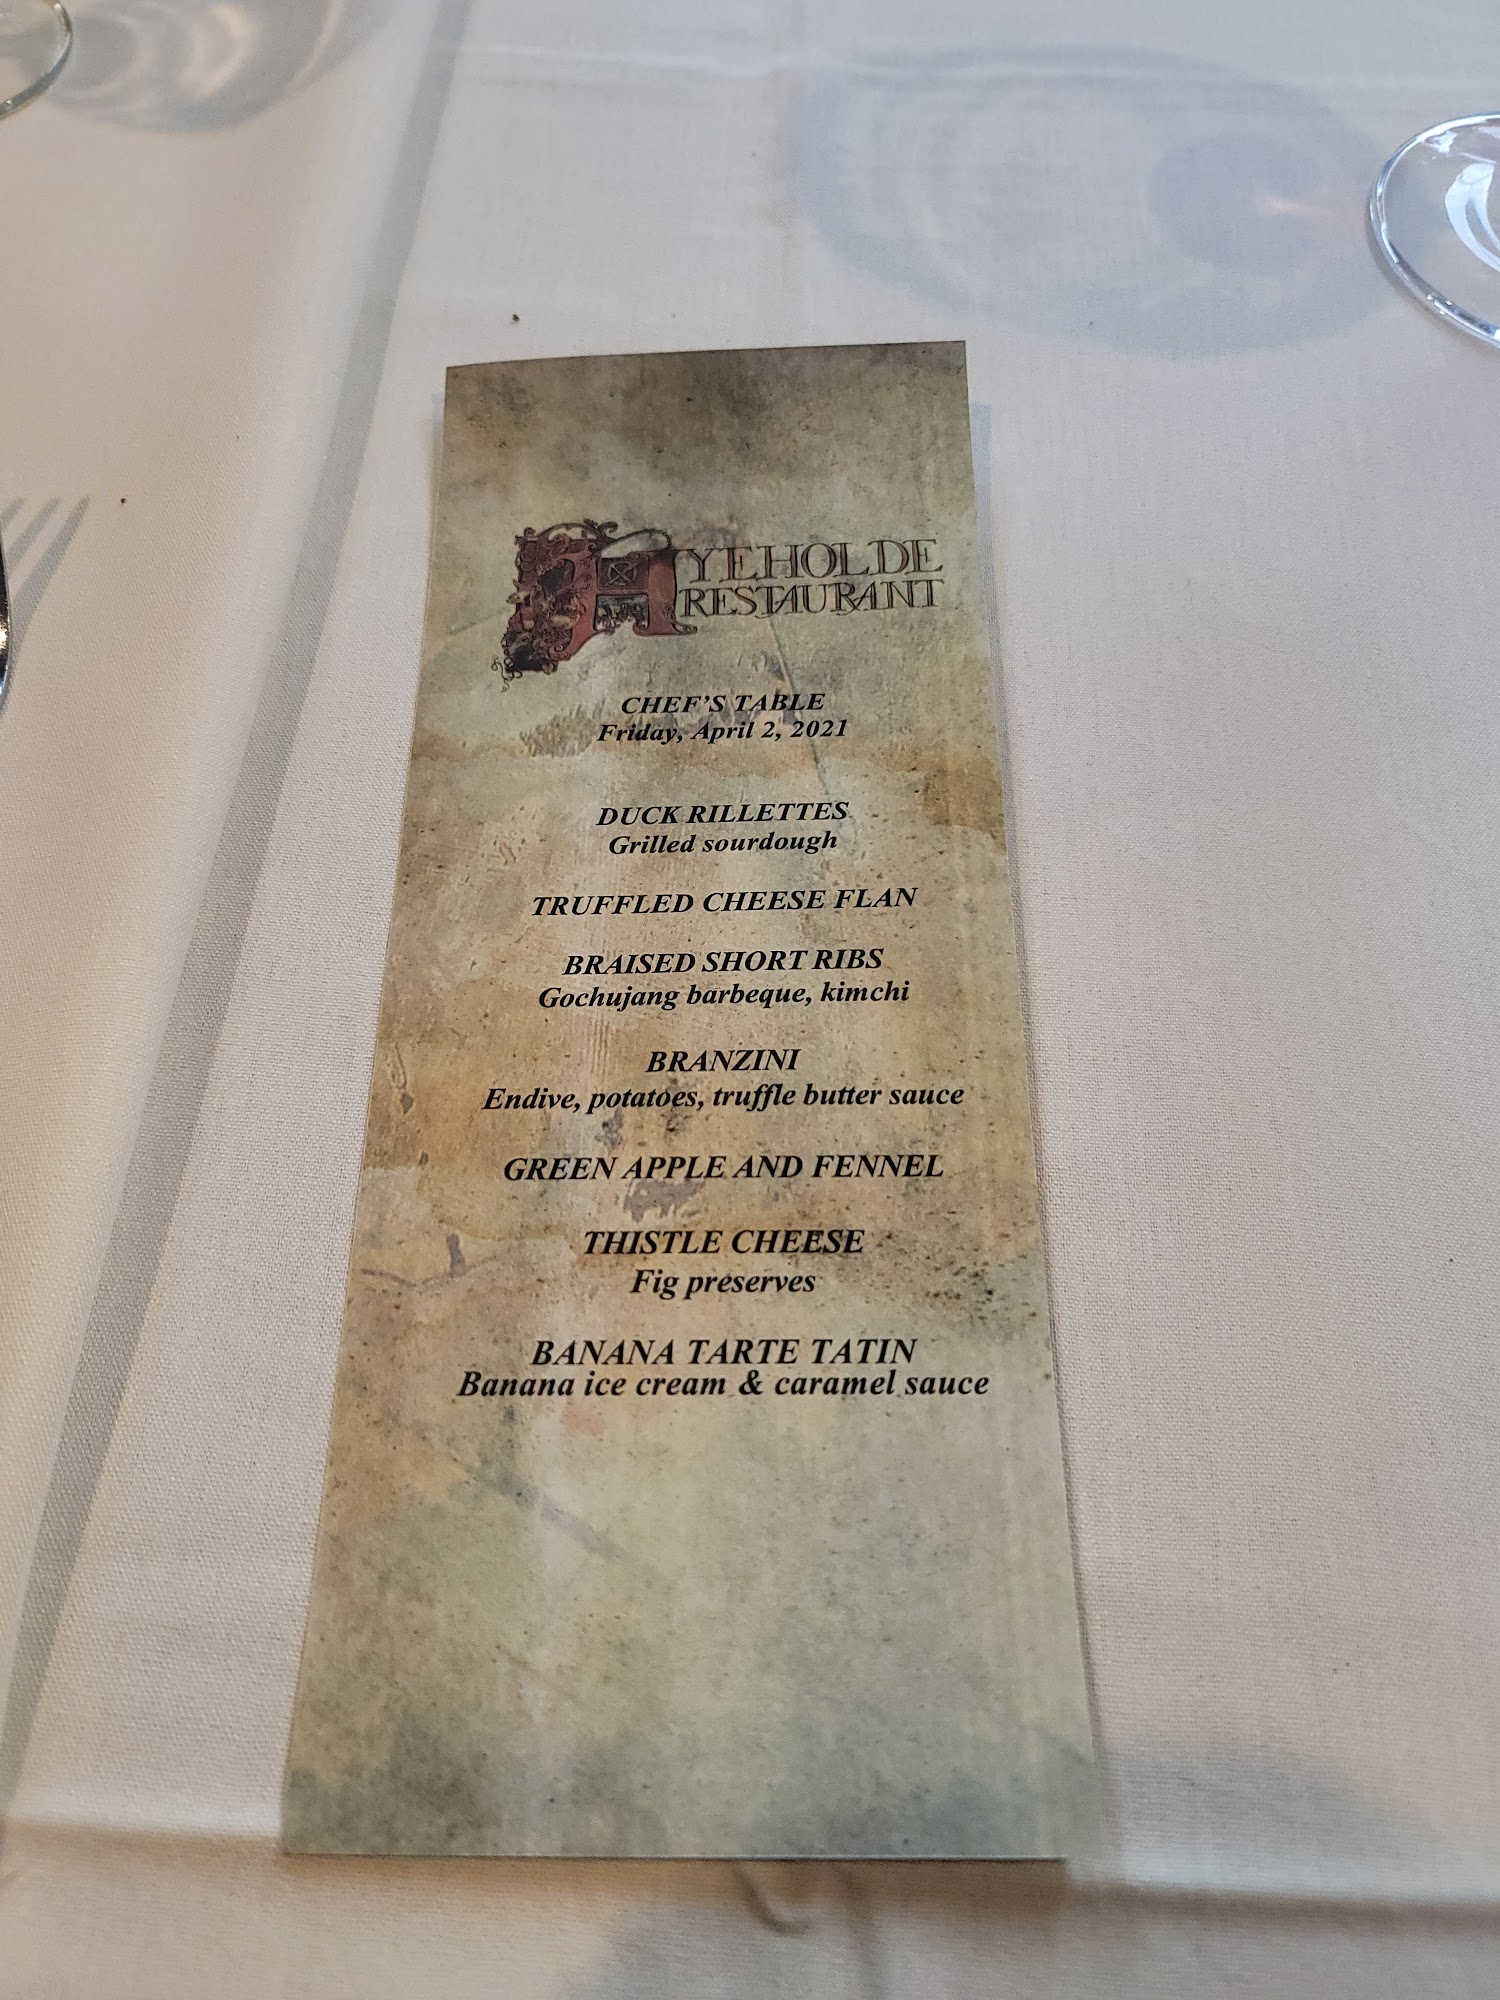 HYEHOLDE
RESTAURANT
CHEF'S TABLE
Friday, April 2, 2021
DUCK RILLETTES
Grilled sourdough
TRUFFLED CHEESE FLAN
BRAISED SHORT RIBS
Gochujang barbeque, kimchi
BRANZINI
Endive, potatoes, truffle butter sauce
GREEN APPLE AND FENNEL
THISTLE CHEESE
Fig preserves
BANANA TARTE TATIN
Banana ice cream & caramel sauce